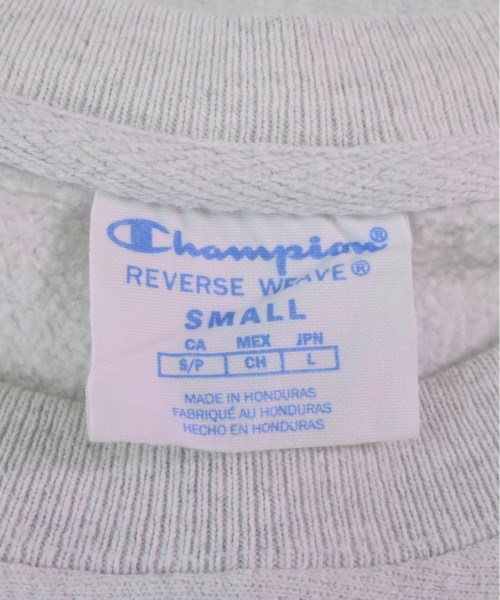 Champion®
REVERSE WEAVE®
SMALL
CA MEX JPN
S/P CH L
MADE IN HONDURAS
FABRIQUÉ AU HONDURAS
HECHO EN HONDURAS